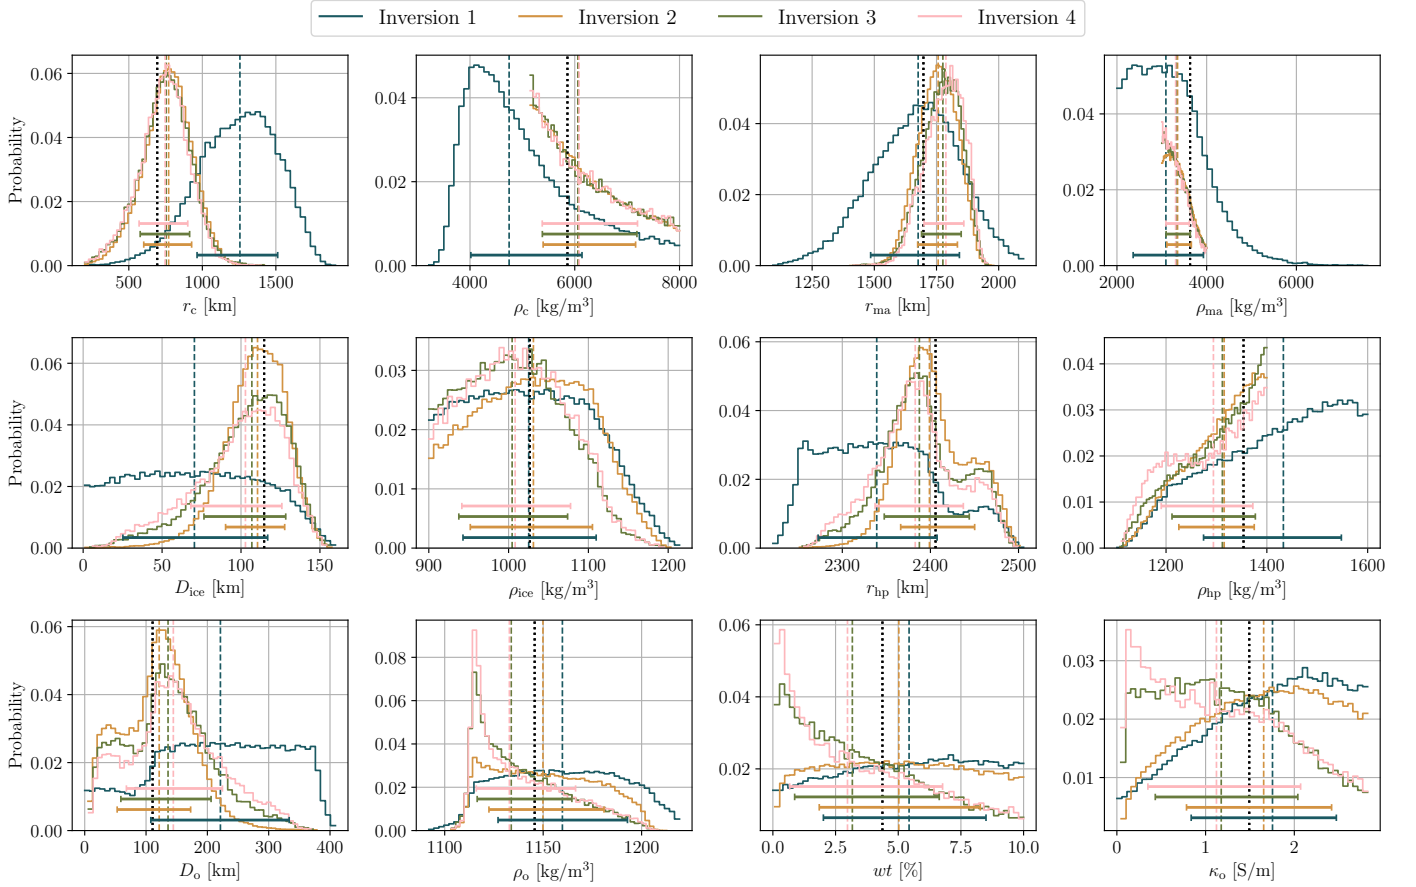 Inversion 1 Inversion 2 Inversion 3 Inversion 4
Probability
0.00 0.02 0.04 0.06
500 1000 1500
r_c [km]
0.00 0.02 0.04
4000 6000 8000
ρ_c [kg/m³]
0.00 0.02 0.04
1250 1500 1750 2000
r_ma [km]
0.00 0.02 0.04
2000 4000 6000
ρ_ma [kg/m³]
Probability
0.00 0.02 0.04 0.06
0 50 100 150
D_ice [km]
0.00 0.01 0.02 0.03
900 1000 1100 1200
ρ_ice [kg/m³]
0.00 0.02 0.04 0.06
2300 2400 2500
r_hp [km]
0.00 0.01 0.02 0.03 0.04
1200 1400 1600
ρ_hp [kg/m³]
Probability
0.00 0.02 0.04 0.06
0 100 200 300 400
D_o [km]
0.00 0.02 0.04 0.06 0.08
1100 1200
ρ_o [kg/m³]
0.02 0.04 0.06
0.0 2.5 5.0 7.5 10.0
wt [%]
0.01 0.02 0.03
0 1 2
κ_o [S/m]